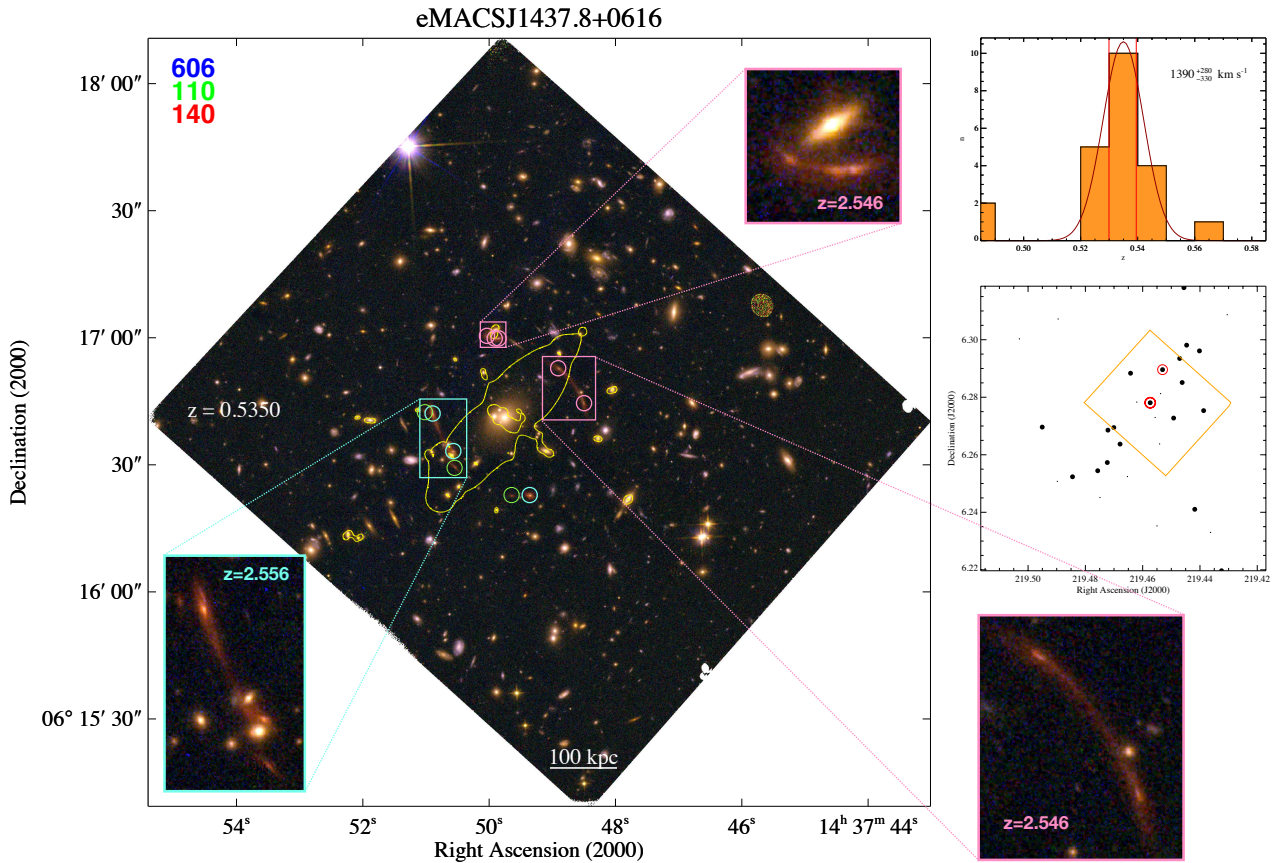 eMACSJ1437.8+0616
606
110
140
18′ 00″
30″
17′ 00″
30″
16′ 00″
06° 15′ 30″
Declination (2000)
z = 0.5350
100 kpc
54ˢ
52ˢ
50ˢ
48ˢ
46ˢ
14ʰ 37ᵐ 44ˢ
Right Ascension (2000)
z=2.546
z=2.556
z=2.546
1390 +280 −330 km s⁻¹
10
8
6
4
2
0
n
0.50
0.52
0.54
0.56
0.58
z
6.30
6.28
6.26
6.24
6.22
Declination (J2000)
219.50
219.48
219.46
219.44
219.42
Right Ascension (J2000)